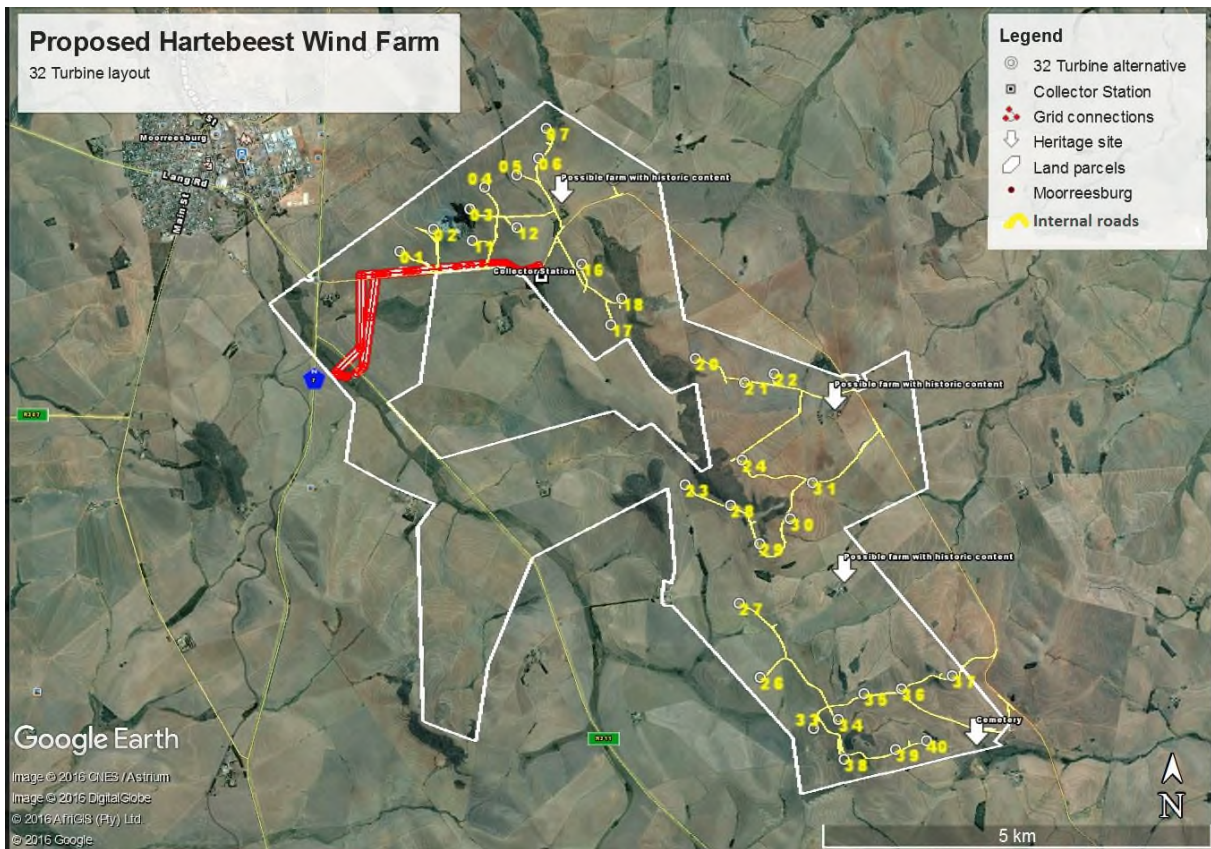 Proposed Hartebeest Wind Farm
32 Turbine layout
Legend
32 Turbine alternative
Collector Station
Grid connections
Heritage site
Land parcels
Moorreesburg
Internal roads
Moorreesburg
St
P
Lang Rd
Main St
07
06
05
04
Possible farm with historic content
03
12
02
11
01
16
Collector Station
18
17
20
22
21
Possible farm with historic content
R307
24
31
23
28
30
29
Possible farm with historic content
27
26
37
36
35
34
33
Cemetery
40
39
38
R311
Google Earth
Image © 2016 CNES / Astrium
Image © 2016 DigitalGlobe
© 2016 AfriGIS (Pty) Ltd.
© 2016 Google
N
5 km